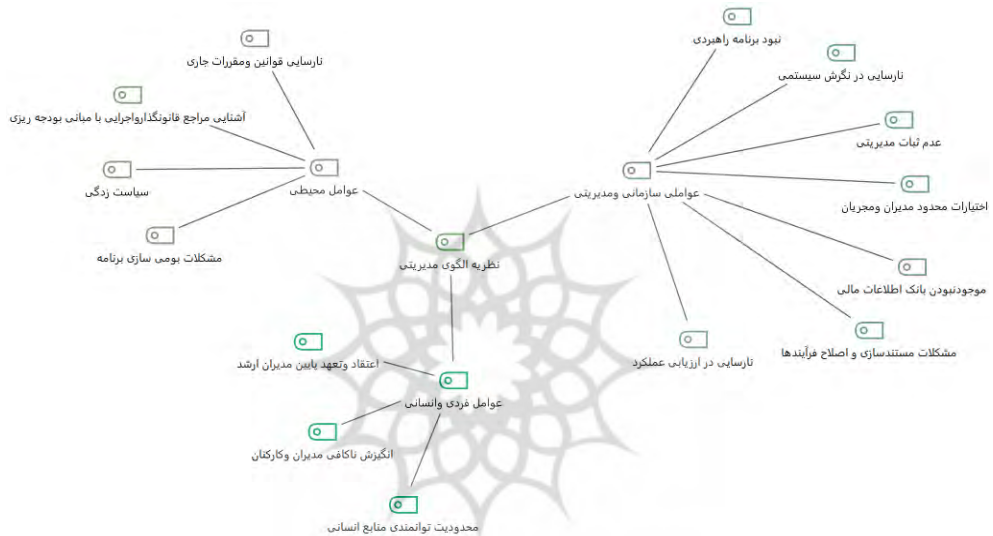 نبود برنامه راهبردی
نارسایی قوانین ومقررات جاری
نارسایی در نگرش سیستمی
آشنایی مراجع قانونگذارواجرایی با مبانی بودجه ریزی
عدم ثبات مدیریتی
سیاست زدگی
عوامل محیطی
عواملی سازمانی ومدیریتی
اختیارات محدود مدیران ومجریان
مشکلات بومی سازی برنامه
نظریه الگوی مدیریتی
موجودنبودن بانک اطلاعات مالی
مشکلات مستندسازی و اصلاح فرآیندها
نارسایی در ارزیابی عملکرد
اعتقاد وتعهد پایین مدیران ارشد
عوامل فردی وانسانی
انگیزش ناکافی مدیران وکارکنان
محدودیت توانمندی منابع انسانی